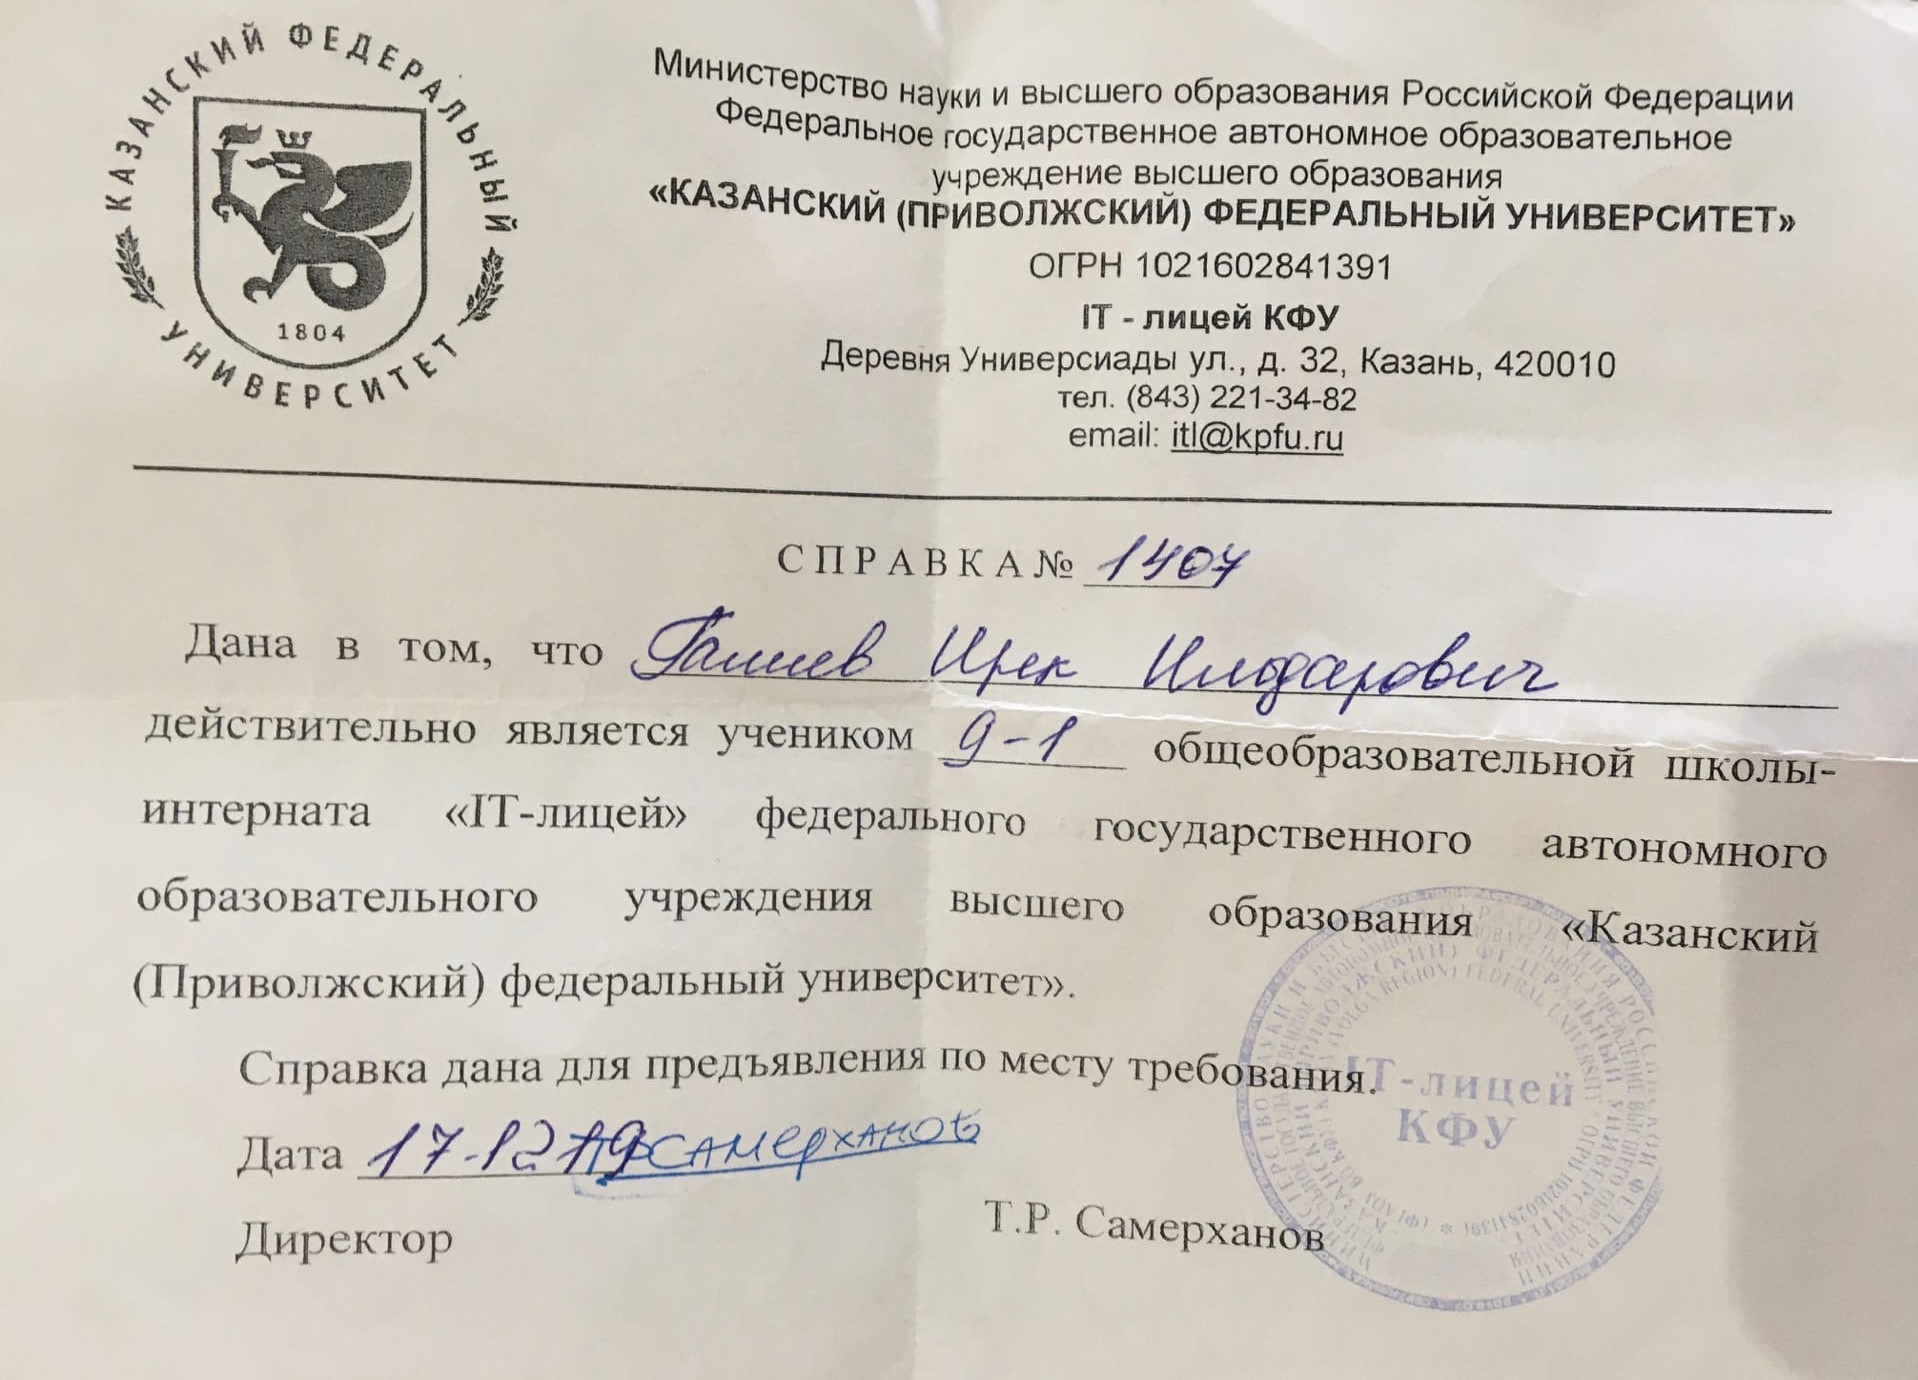 КАЗАНСКИЙ ФЕДЕРАЛЬНЫЙ УНИВЕРСИТЕТ
1804
Министерство науки и высшего образования Российской Федерации
Федеральное государственное автономное образовательное
учреждение высшего образования
«КАЗАНСКИЙ (ПРИВОЛЖСКИЙ) ФЕДЕРАЛЬНЫЙ УНИВЕРСИТЕТ»
ОГРН 1021602841391
IT - лицей КФУ
Деревня Универсиады ул., д. 32, Казань, 420010
тел. (843) 221-34-82
email: itl@kpfu.ru
СПРАВКА № 1407
Дана в том, что Галиев Ирек Илдарович
действительно является учеником 9-1 общеобразовательной школы-
интерната «IT-лицей» федерального государственного автономного
образовательного учреждения высшего образования «Казанский
(Приволжский) федеральный университет».
Справка дана для предъявления по месту требования.
Дата 17.12 19 Самерханов
Директор Т.Р. Самерханов
IT-лицей
КФУ